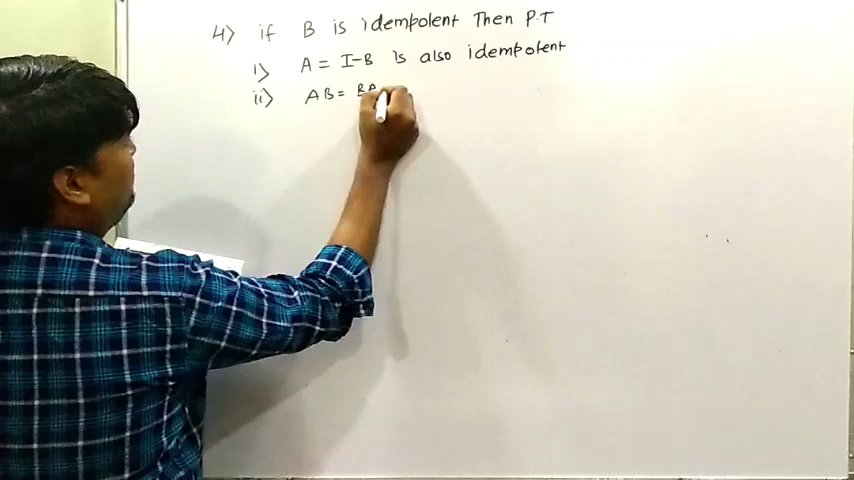 4> if B is idempotent Then P.T
i> A = I-B is also idempotent
ii> AB = BA